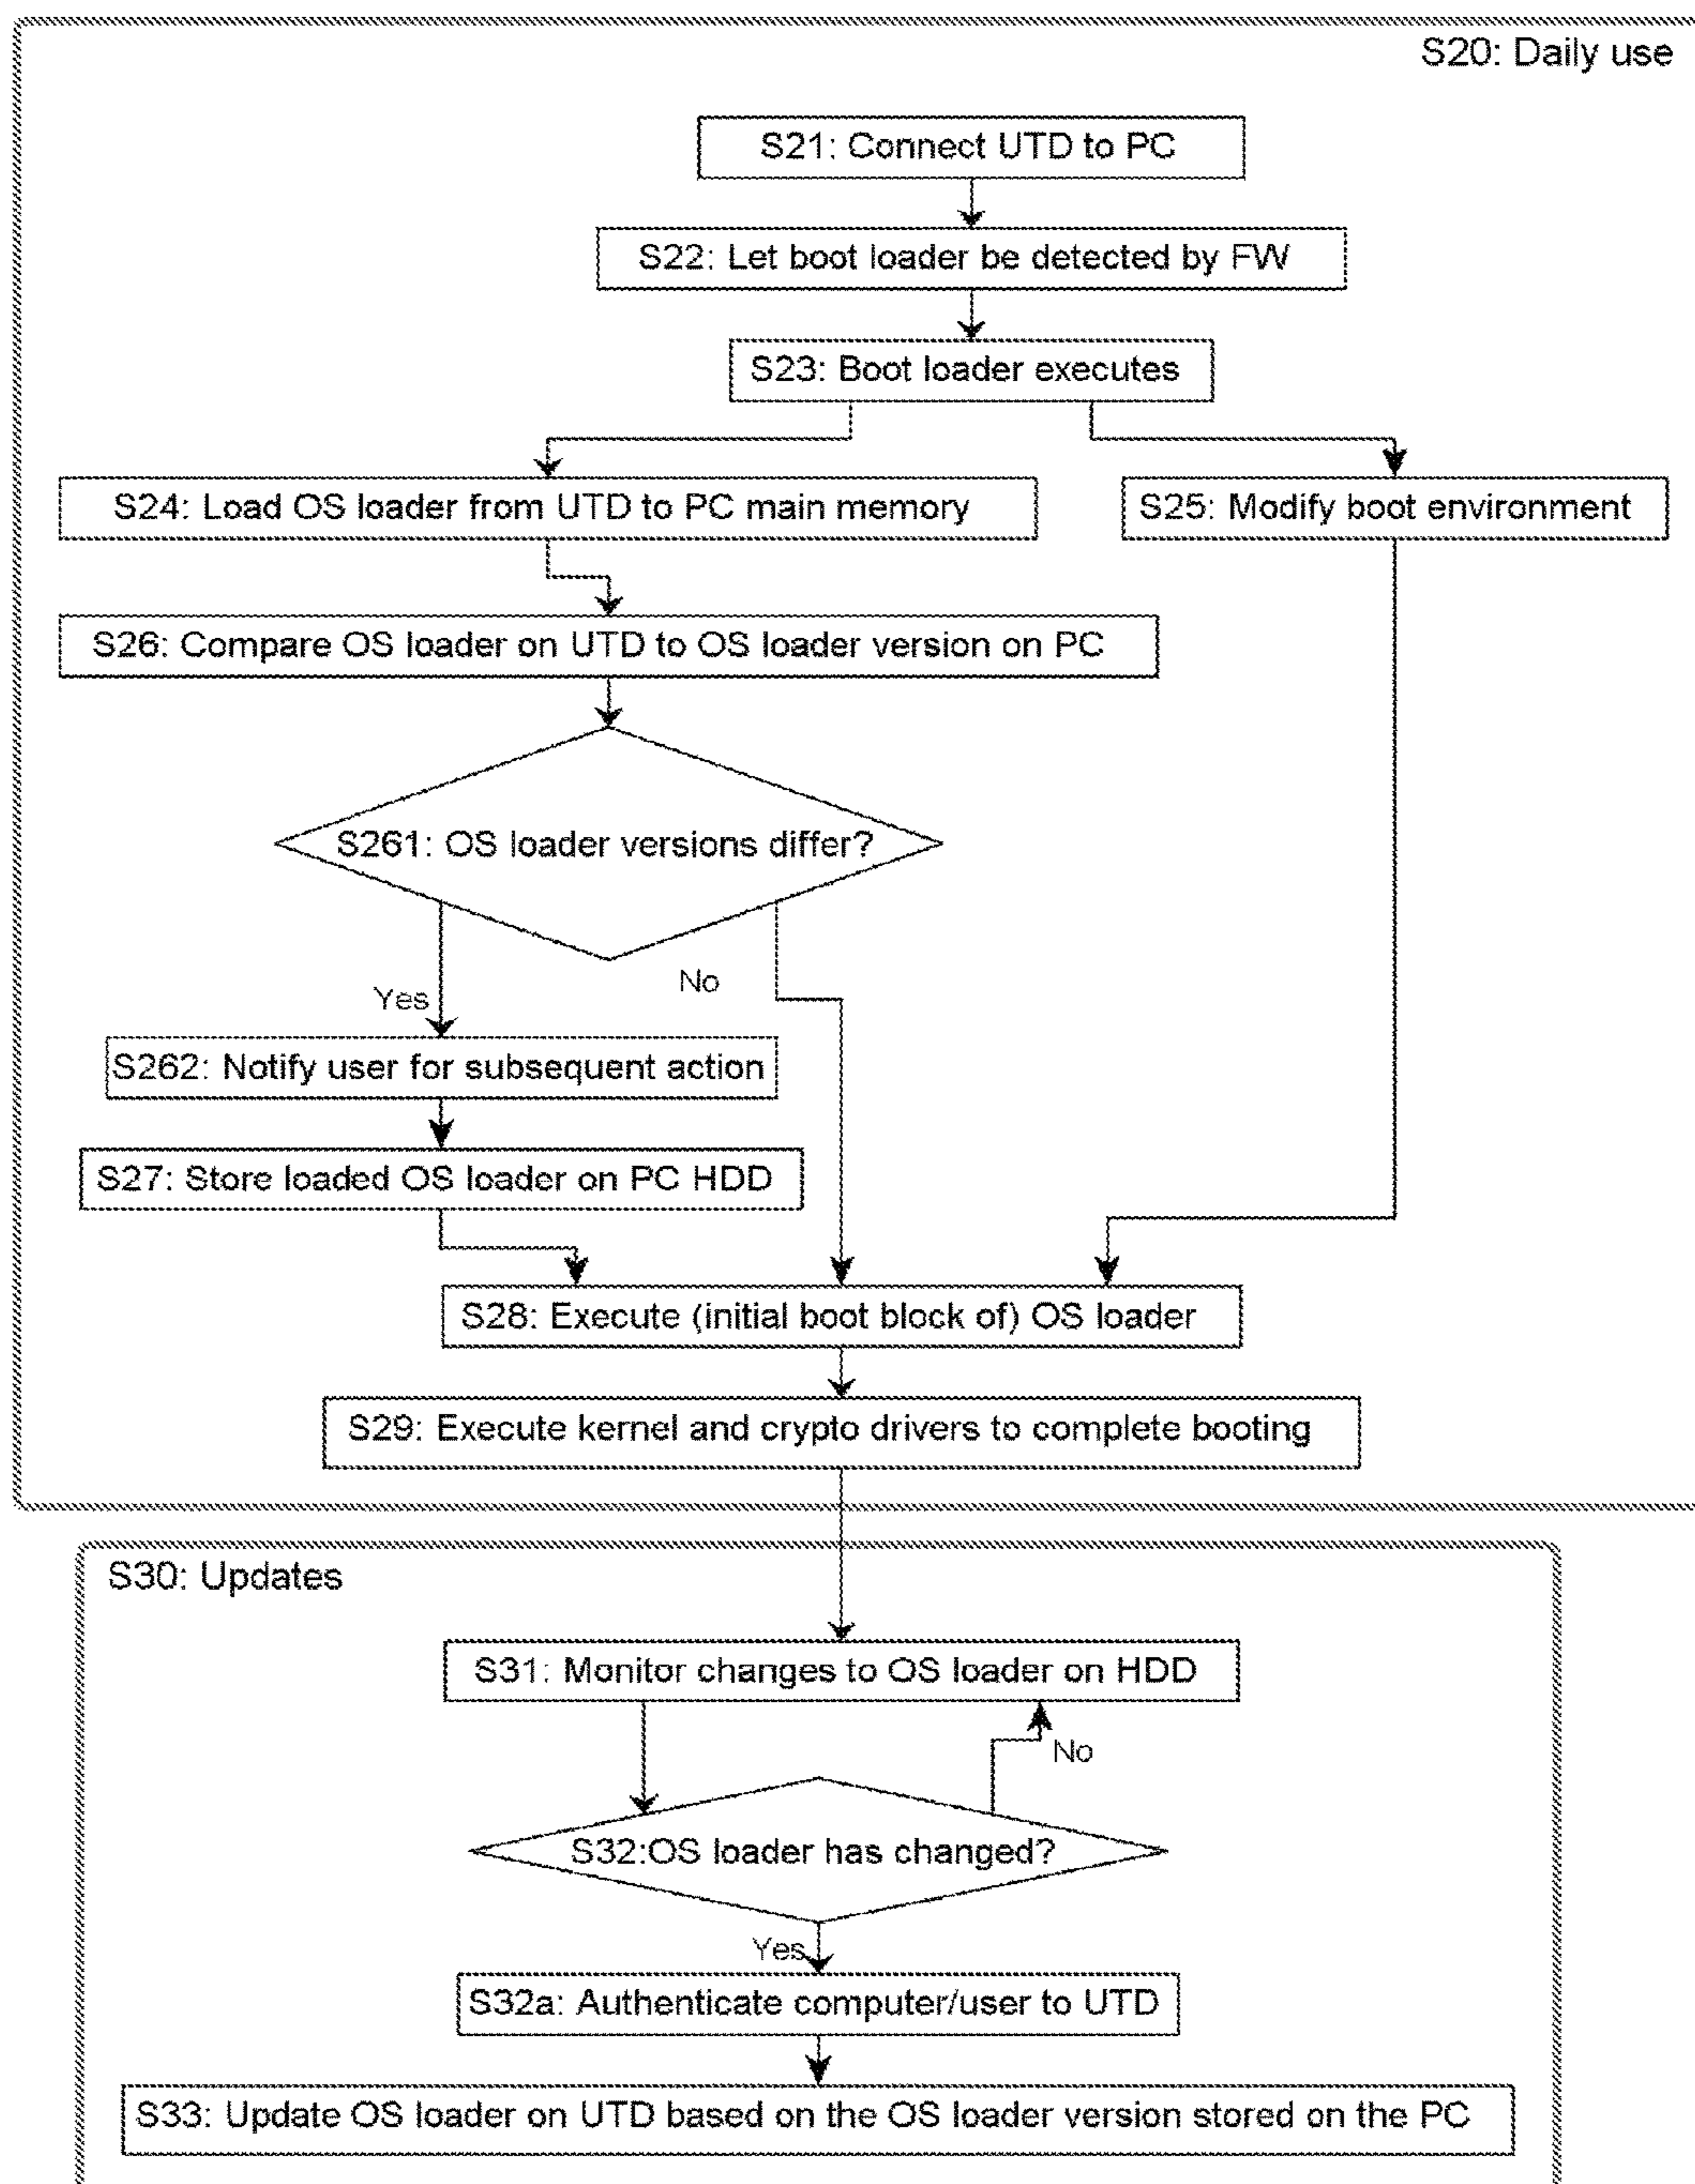 S20: Daily use
S21: Connect UTD to PC
S22: Let boot loader be detected by FW
S23: Boot loader executes
S24: Load OS loader from UTD to PC main memory
S25: Modify boot environment
S26: Compare OS loader on UTD to OS loader version on PC
S261: OS loader versions differ?
Yes
No
S262: Notify user for subsequent action
S27: Store loaded OS loader on PC HDD
S28: Execute (initial boot block of) OS loader
S29: Execute kernel and crypto drivers to complete booting
S30: Updates
S31: Monitor changes to OS loader on HDD
No
S32:OS loader has changed?
Yes
S32a: Authenticate computer/user to UTD
S33: Update OS loader on UTD based on the OS loader version stored on the PC